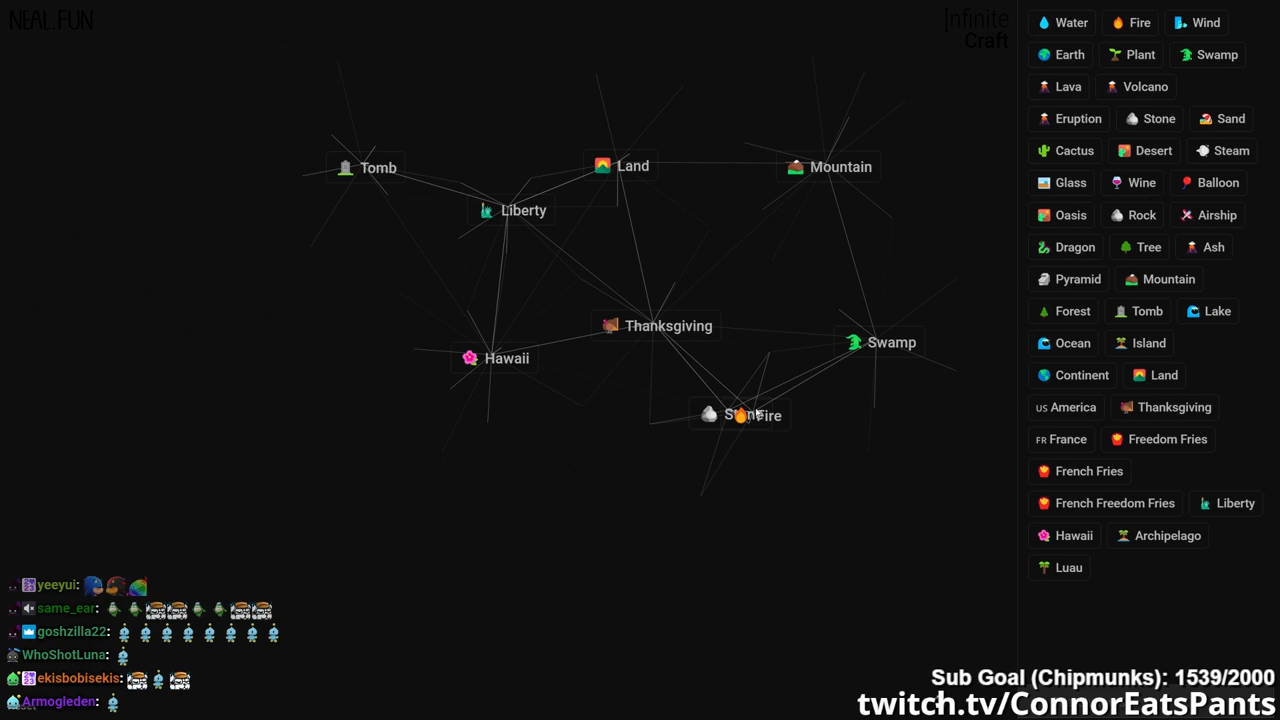 NEAL.FUN
Infinite
Craft
Tomb
Land
Mountain
Liberty
Thanksgiving
Swamp
Hawaii
Stone
Fire
Water Fire Wind
Earth Plant Swamp
Lava Volcano
Eruption Stone Sand
Cactus Desert Steam
Glass Wine Balloon
Oasis Rock Airship
Dragon Tree Ash
Pyramid Mountain
Forest Tomb Lake
Ocean Island
Continent Land
US America Thanksgiving
FR France Freedom Fries
French Fries
French Freedom Fries Liberty
Hawaii Archipelago
Luau
yeeyui:
same_ear:
goshzilla22:
WhoShotLuna:
ekisbobisekis:
Armogleden:
Sub Goal (Chipmunks): 1539/2000
twitch.tv/ConnorEatsPants